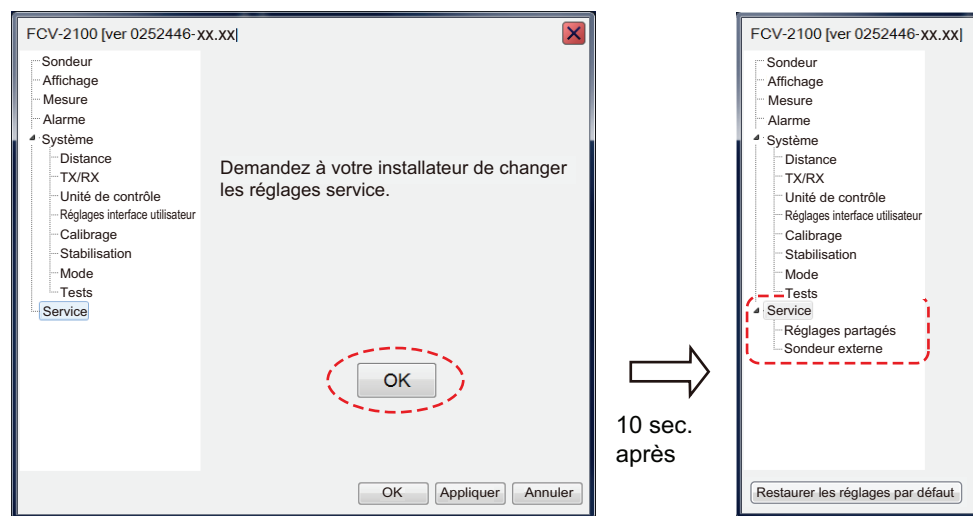 FCV-2100 [ver 0252446-xx.xx|
Sondeur
Affichage
Mesure
Alarme
Système
Distance
TX/RX
Unité de contrôle
Réglages interface utilisateur
Calibrage
Stabilisation
Mode
Tests
Service
Demandez à votre installateur de changer
les réglages service.
OK
OK
Appliquer
Annuler
10 sec.
après
FCV-2100 [ver 0252446-xx.xx|
Sondeur
Affichage
Mesure
Alarme
Système
Distance
TX/RX
Unité de contrôle
Réglages interface utilisateur
Calibrage
Stabilisation
Mode
Tests
Service
Réglages partagés
Sondeur externe
Restaurer les réglages par défaut